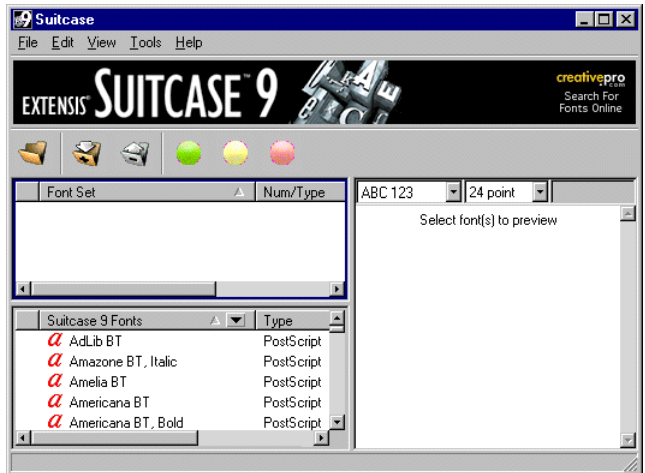 Suitcase
File Edit View Tools Help
EXTENSIS SUITCASE™ 9
creativepro.com
Search For
Fonts Online
Font Set Num/Type
ABC 123 24 point
Select font(s) to preview
Suitcase 9 Fonts Type
a AdLib BT PostScript
a Amazone BT, Italic PostScript
a Amelia BT PostScript
a Americana BT PostScript
a Americana BT, Bold PostScript